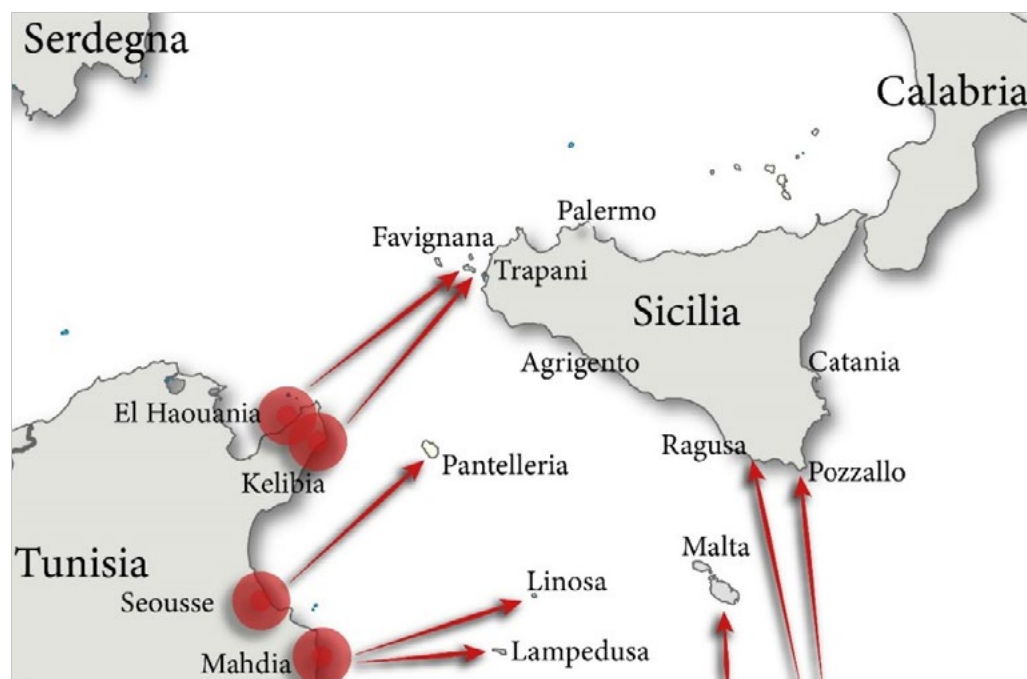 Serdegna
Calabria
Palermo
Favignana
Trapani
Sicilia
Agrigento
Catania
El Haouania
Ragusa
Pantelleria
Pozzallo
Kelibia
Malta
Tunisia
Linosa
Seousse
Lampedusa
Mahdia